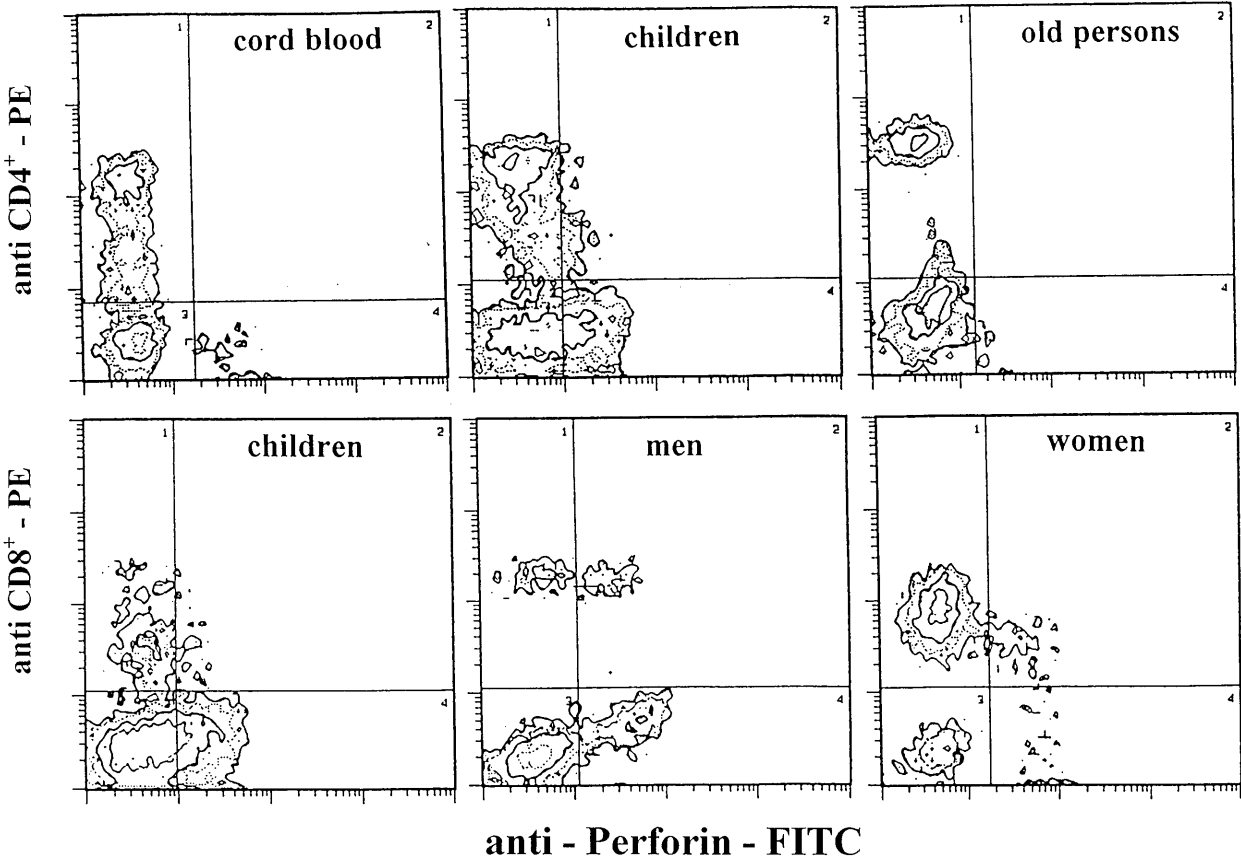 1 2
cord blood
3 4
1 2
children
4
1 2
old persons
4
anti CD4⁺ - PE
1 2
children
4
1 2
men
3 4
1 2
women
3 4
anti CD8⁺ - PE
anti - Perforin - FITC